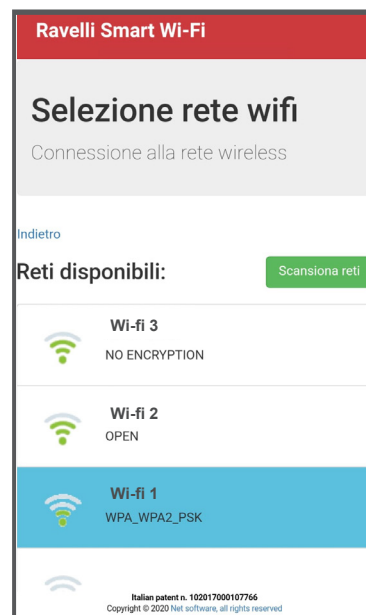 Ravelli Smart Wi-Fi
Selezione rete wifi
Connessione alla rete wireless
Indietro
Reti disponibili:
Scansiona reti
Wi-fi 3
NO ENCRYPTION
Wi-fi 2
OPEN
Wi-fi 1
WPA_WPA2_PSK
Italian patent n. 102017000107766
Copyright © 2020 Net software, all rights reserved